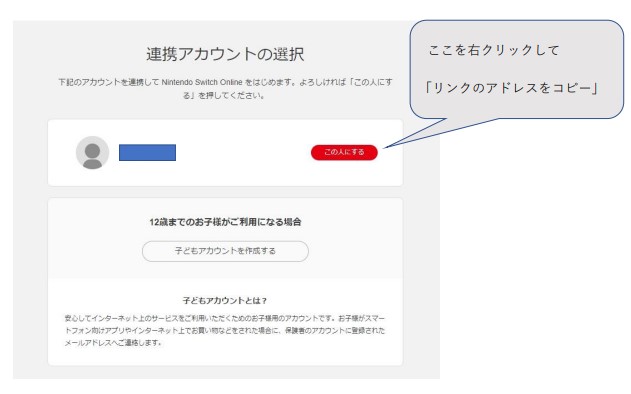 連携アカウントの選択
下記のアカウントを連携して Nintendo Switch Online をはじめます。よろしければ「この人にす
る」を押してください。
ここを右クリックして
「リンクのアドレスをコピー」
この人にする
12歳までのお子様がご利用になる場合
子どもアカウントを作成する
子どもアカウントとは？
安心してインターネット上のサービスをご利用いただくためのお子様用のアカウントです。お子様がスマー
トフォン向けアプリやインターネット上でお買い物などをされた場合に、保護者のアカウントに登録された
メールアドレスへご連絡します。